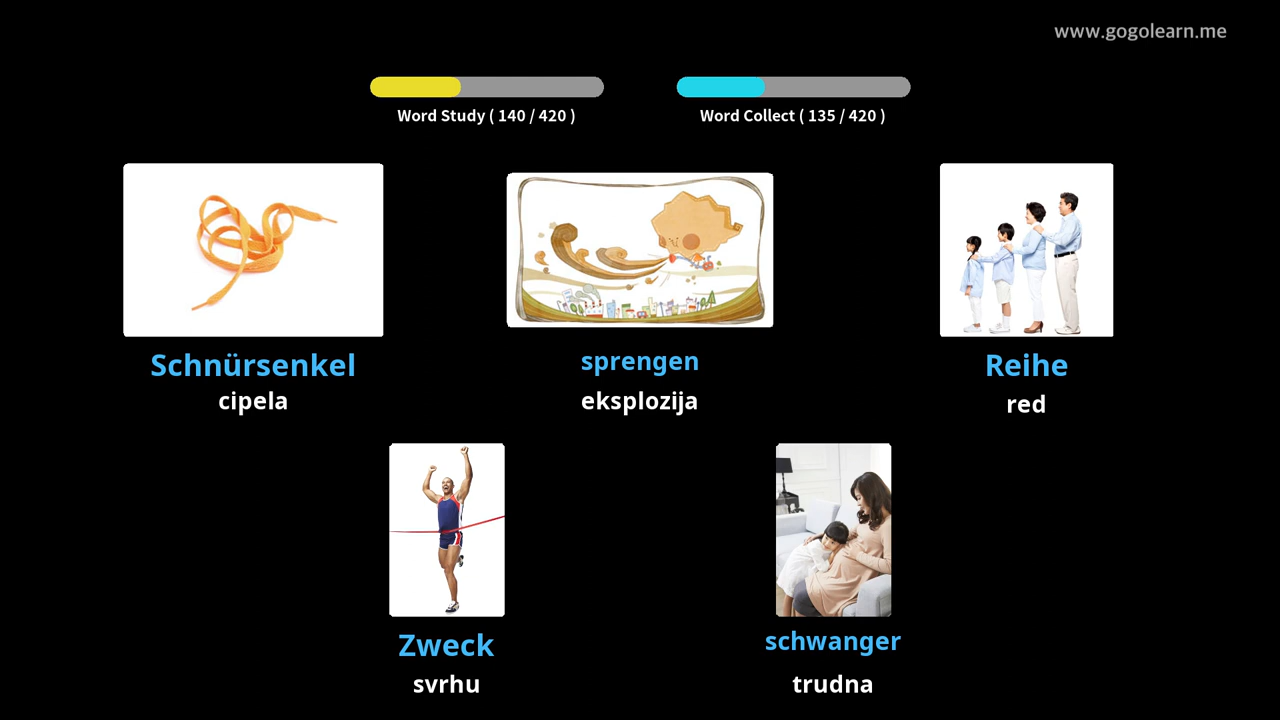 www.gogolearn.me
Word Study ( 140 / 420 )
Word Collect ( 135 / 420 )
Schnürsenkel
cipela
sprengen
eksplozija
Reihe
red
Zweck
svrhu
schwanger
trudna